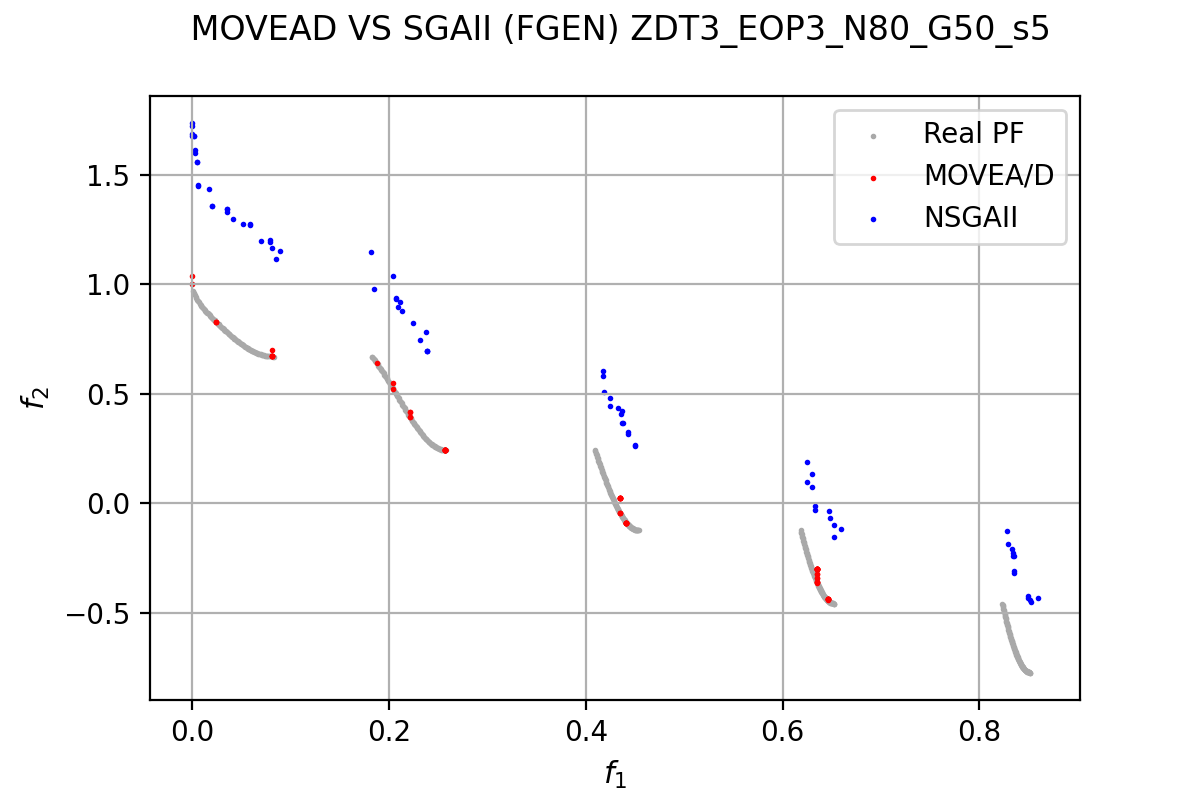 MOVEAD VS SGAII (FGEN) ZDT3_EOP3_N80_G50_s5
Real PF
MOVEA/D
NSGAII
1.5
1.0
0.5
0.0
−0.5
f2
0.0 0.2 0.4 0.6 0.8
f1